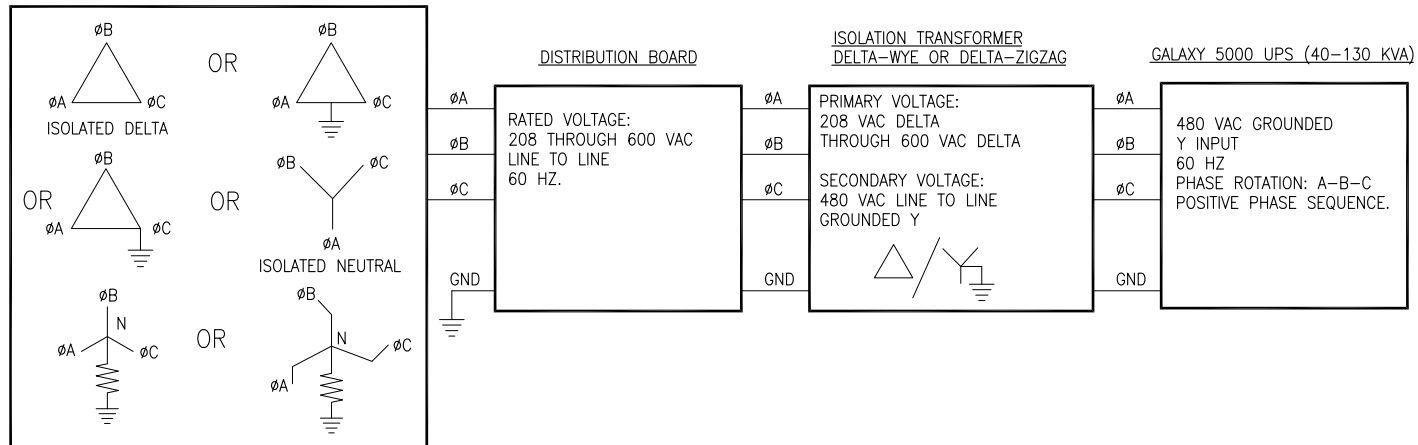 øB
øA
øC
ISOLATED DELTA
OR
øB
øA
øC
OR
øB
øA
øC
OR
øB
øC
øA
ISOLATED NEUTRAL
øB
N
øA
øC
OR
øB
N
øC
øA
øA
øB
øC
GND
DISTRIBUTION BOARD
RATED VOLTAGE:
208 THROUGH 600 VAC
LINE TO LINE
60 HZ.
øA
øB
øC
GND
ISOLATION TRANSFORMER
DELTA-WYE OR DELTA-ZIGZAG
PRIMARY VOLTAGE:
208 VAC DELTA
THROUGH 600 VAC DELTA
SECONDARY VOLTAGE:
480 VAC LINE TO LINE
GROUNDED Y
øA
øB
øC
GND
GALAXY 5000 UPS (40-130 KVA)
480 VAC GROUNDED
Y INPUT
60 HZ
PHASE ROTATION: A-B-C
POSITIVE PHASE SEQUENCE.